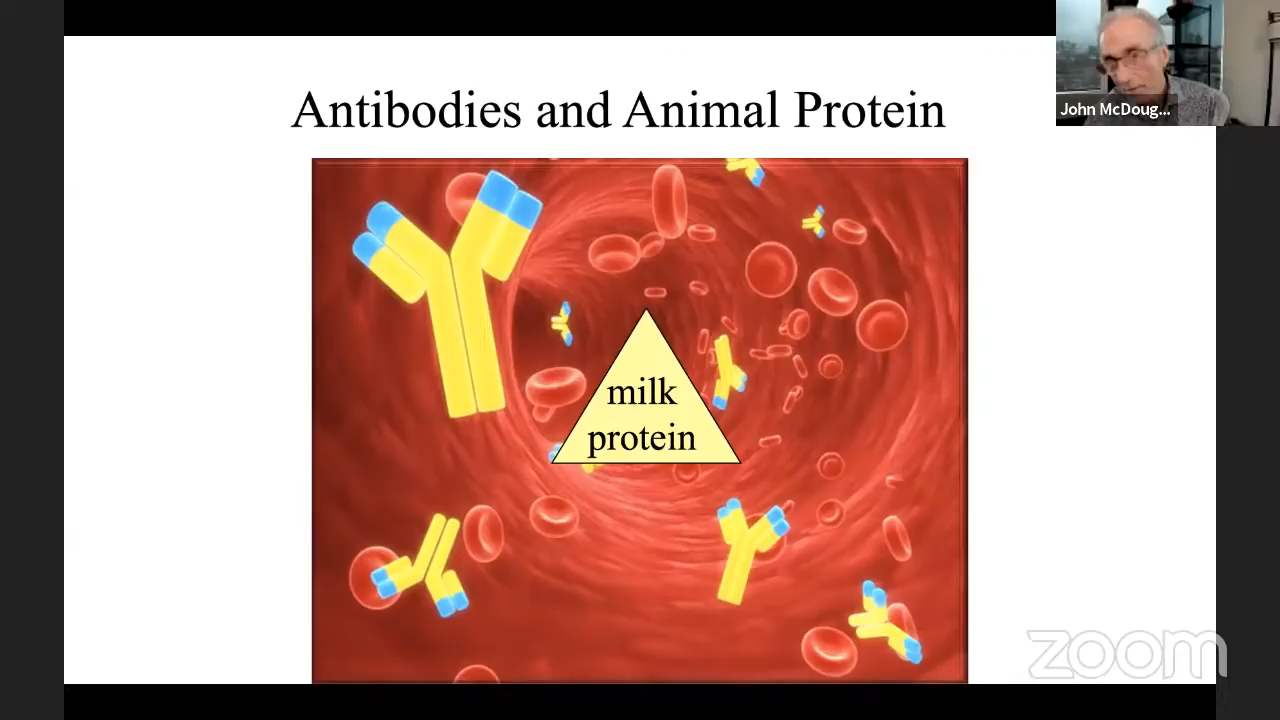 Antibodies and Animal Protein
John McDoug...
milk
protein
zoom